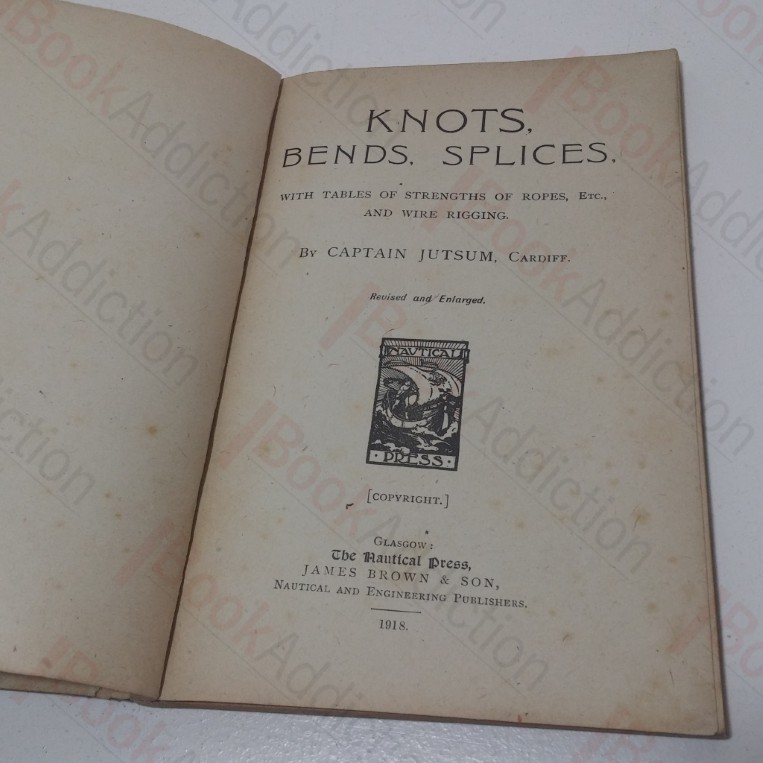 KNOTS,
BENDS, SPLICES,
WITH TABLES OF STRENGTHS OF ROPES, ETC.,
AND WIRE RIGGING.
BY CAPTAIN JUTSUM, CARDIFF.
Revised and Enlarged.
NAUTICAL
· PRESS ·
[COPYRIGHT.]
GLASGOW:
The Nautical Press,
JAMES BROWN & SON,
NAUTICAL AND ENGINEERING PUBLISHERS.
1918.
BookAddiction